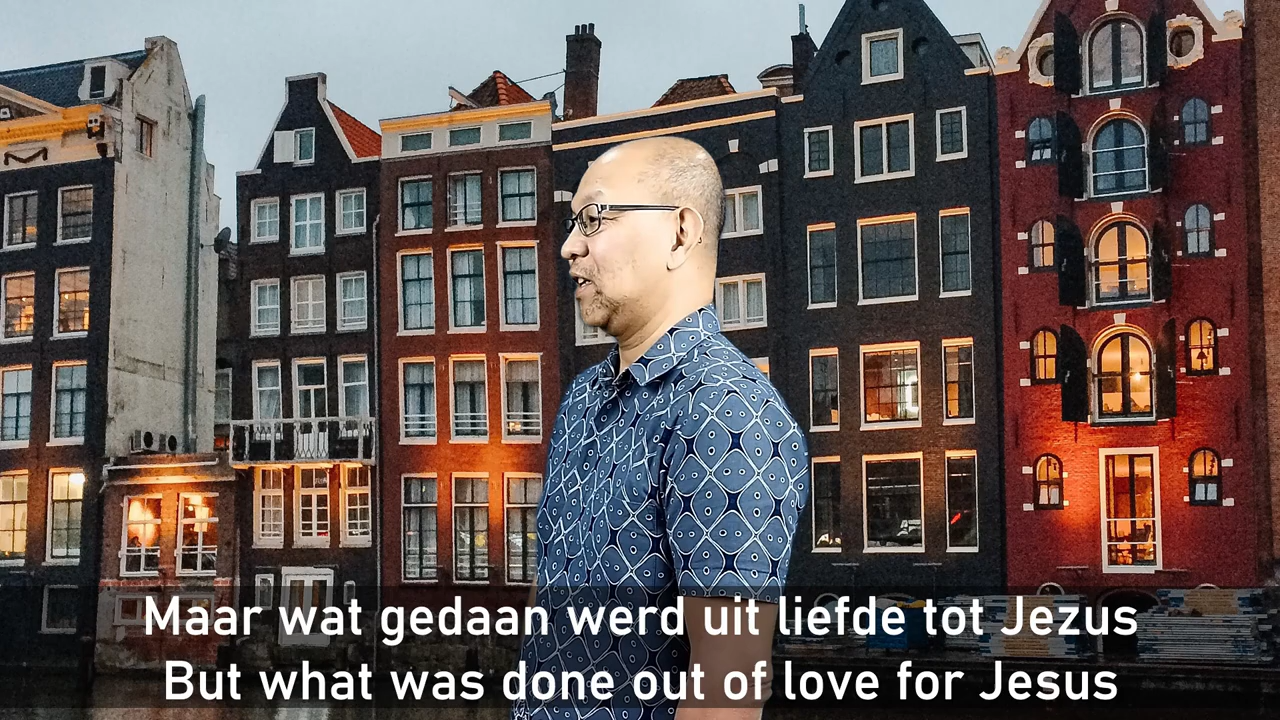 Maar wat gedaan werd uit liefde tot Jezus
But what was done out of love for Jesus